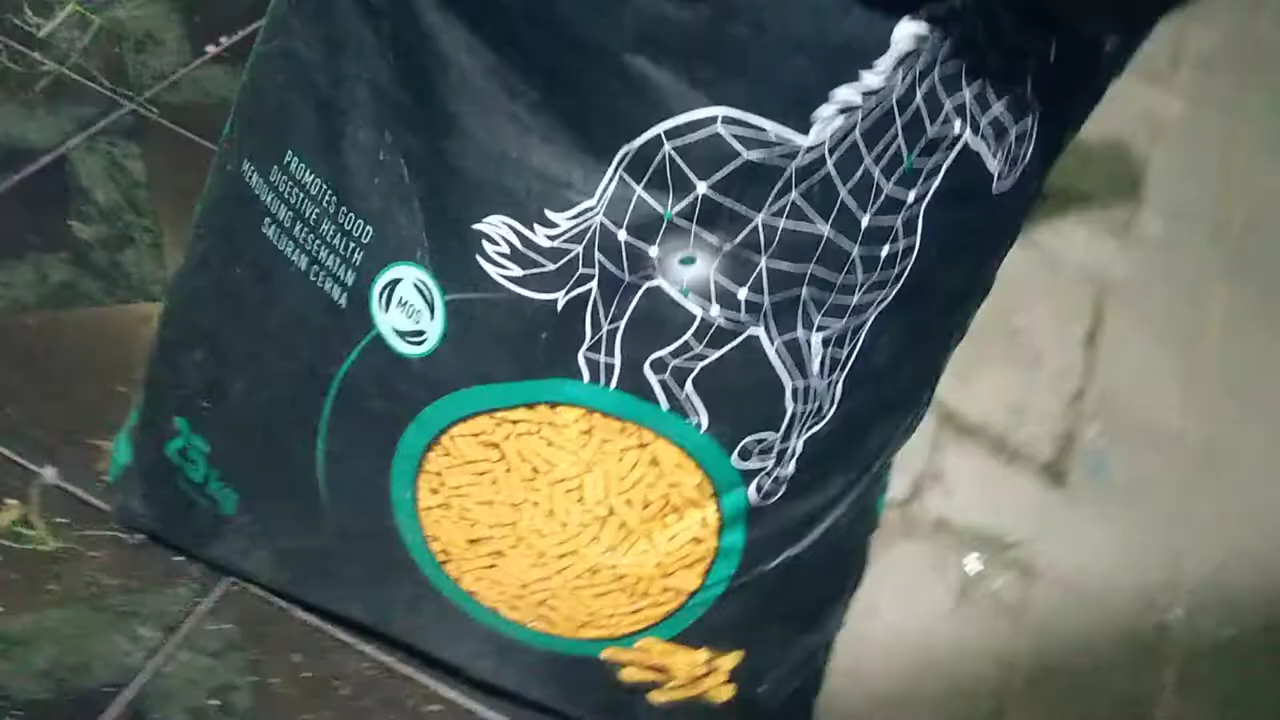 PROMOTES GOOD
DIGESTIVE HEALTH
MENDUKUNG KESEHATAN
SALURAN CERNA
MOS